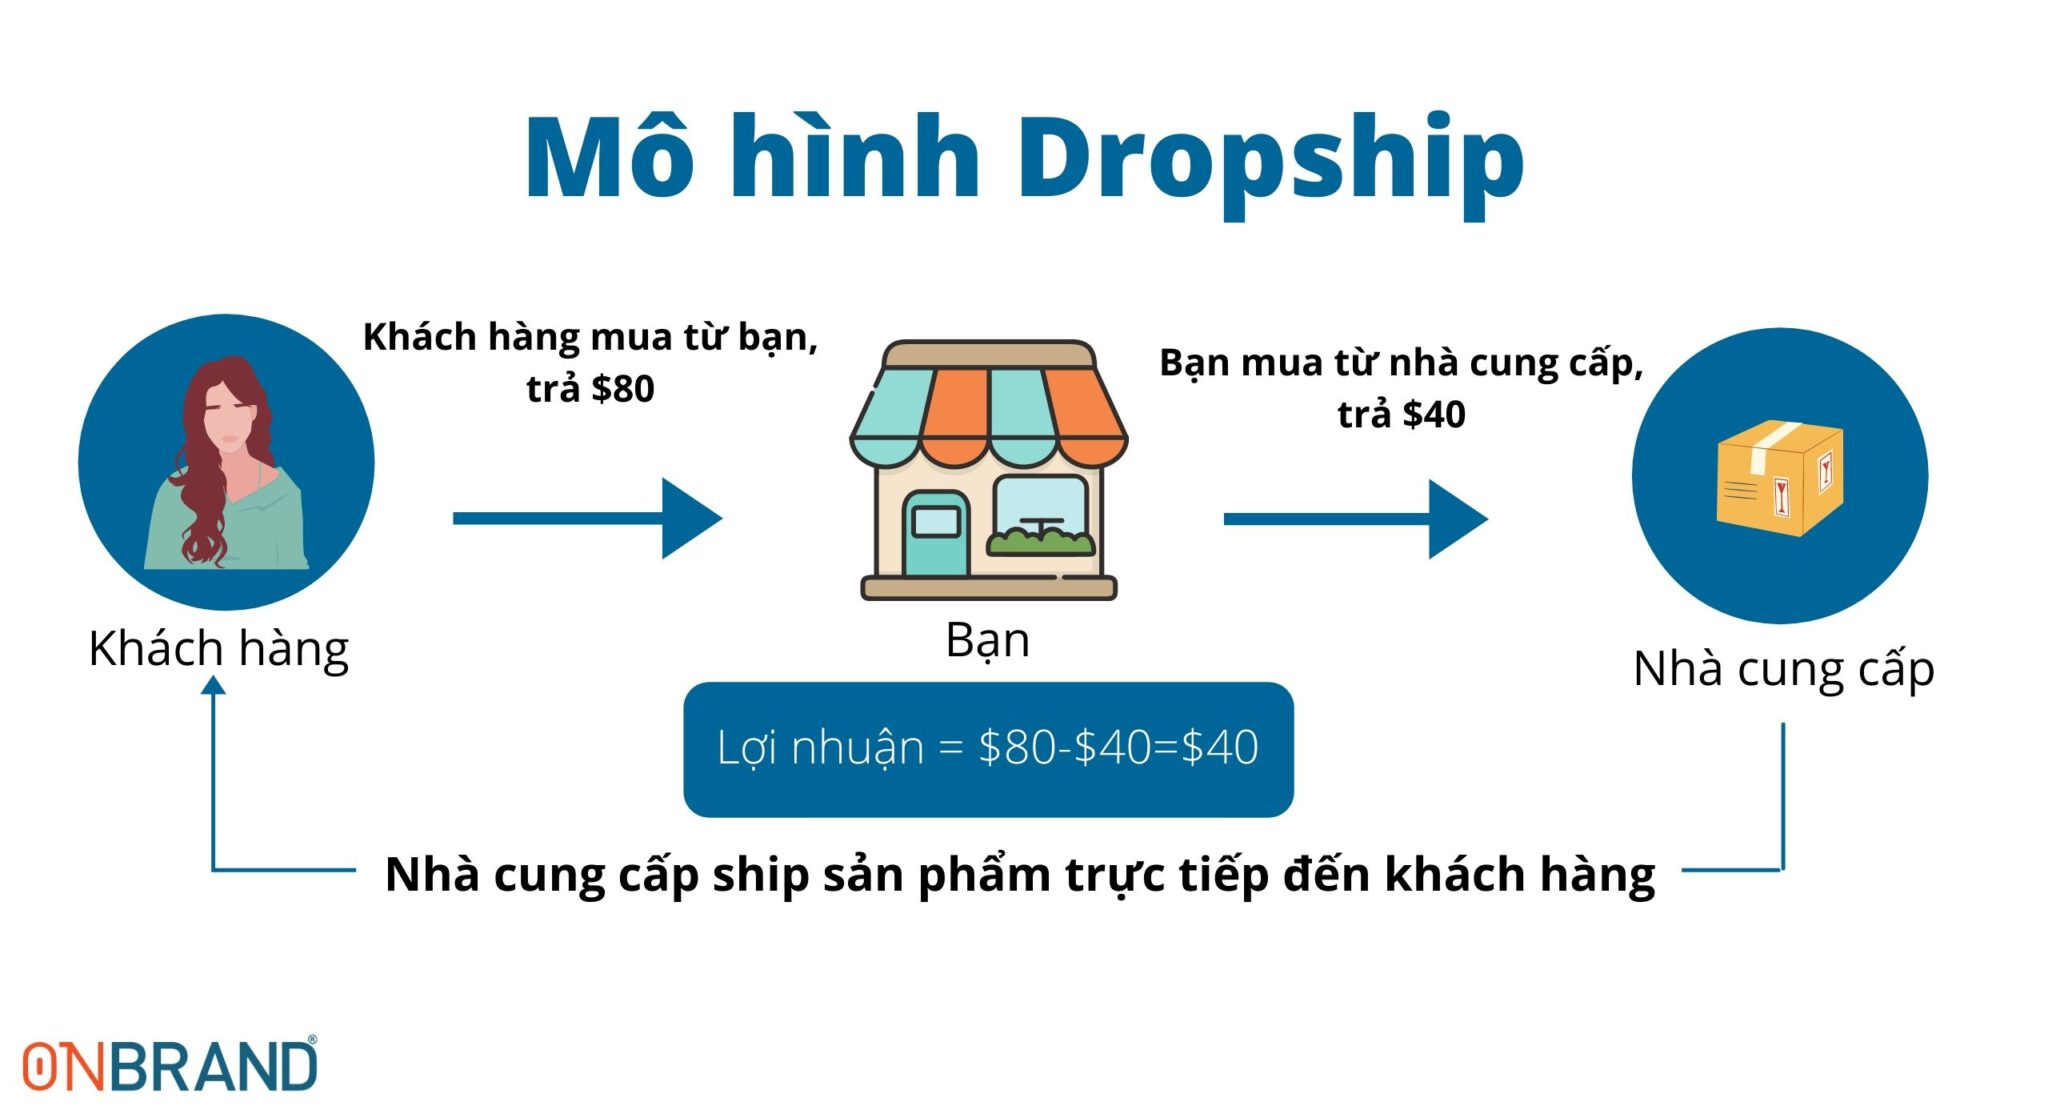 Mô hình Dropship
Khách hàng mua từ bạn,
trả $80
Bạn mua từ nhà cung cấp,
trả $40
Khách hàng
Bạn
Nhà cung cấp
Lợi nhuận = $80-$40=$40
Nhà cung cấp ship sản phẩm trực tiếp đến khách hàng
ONBRAND®